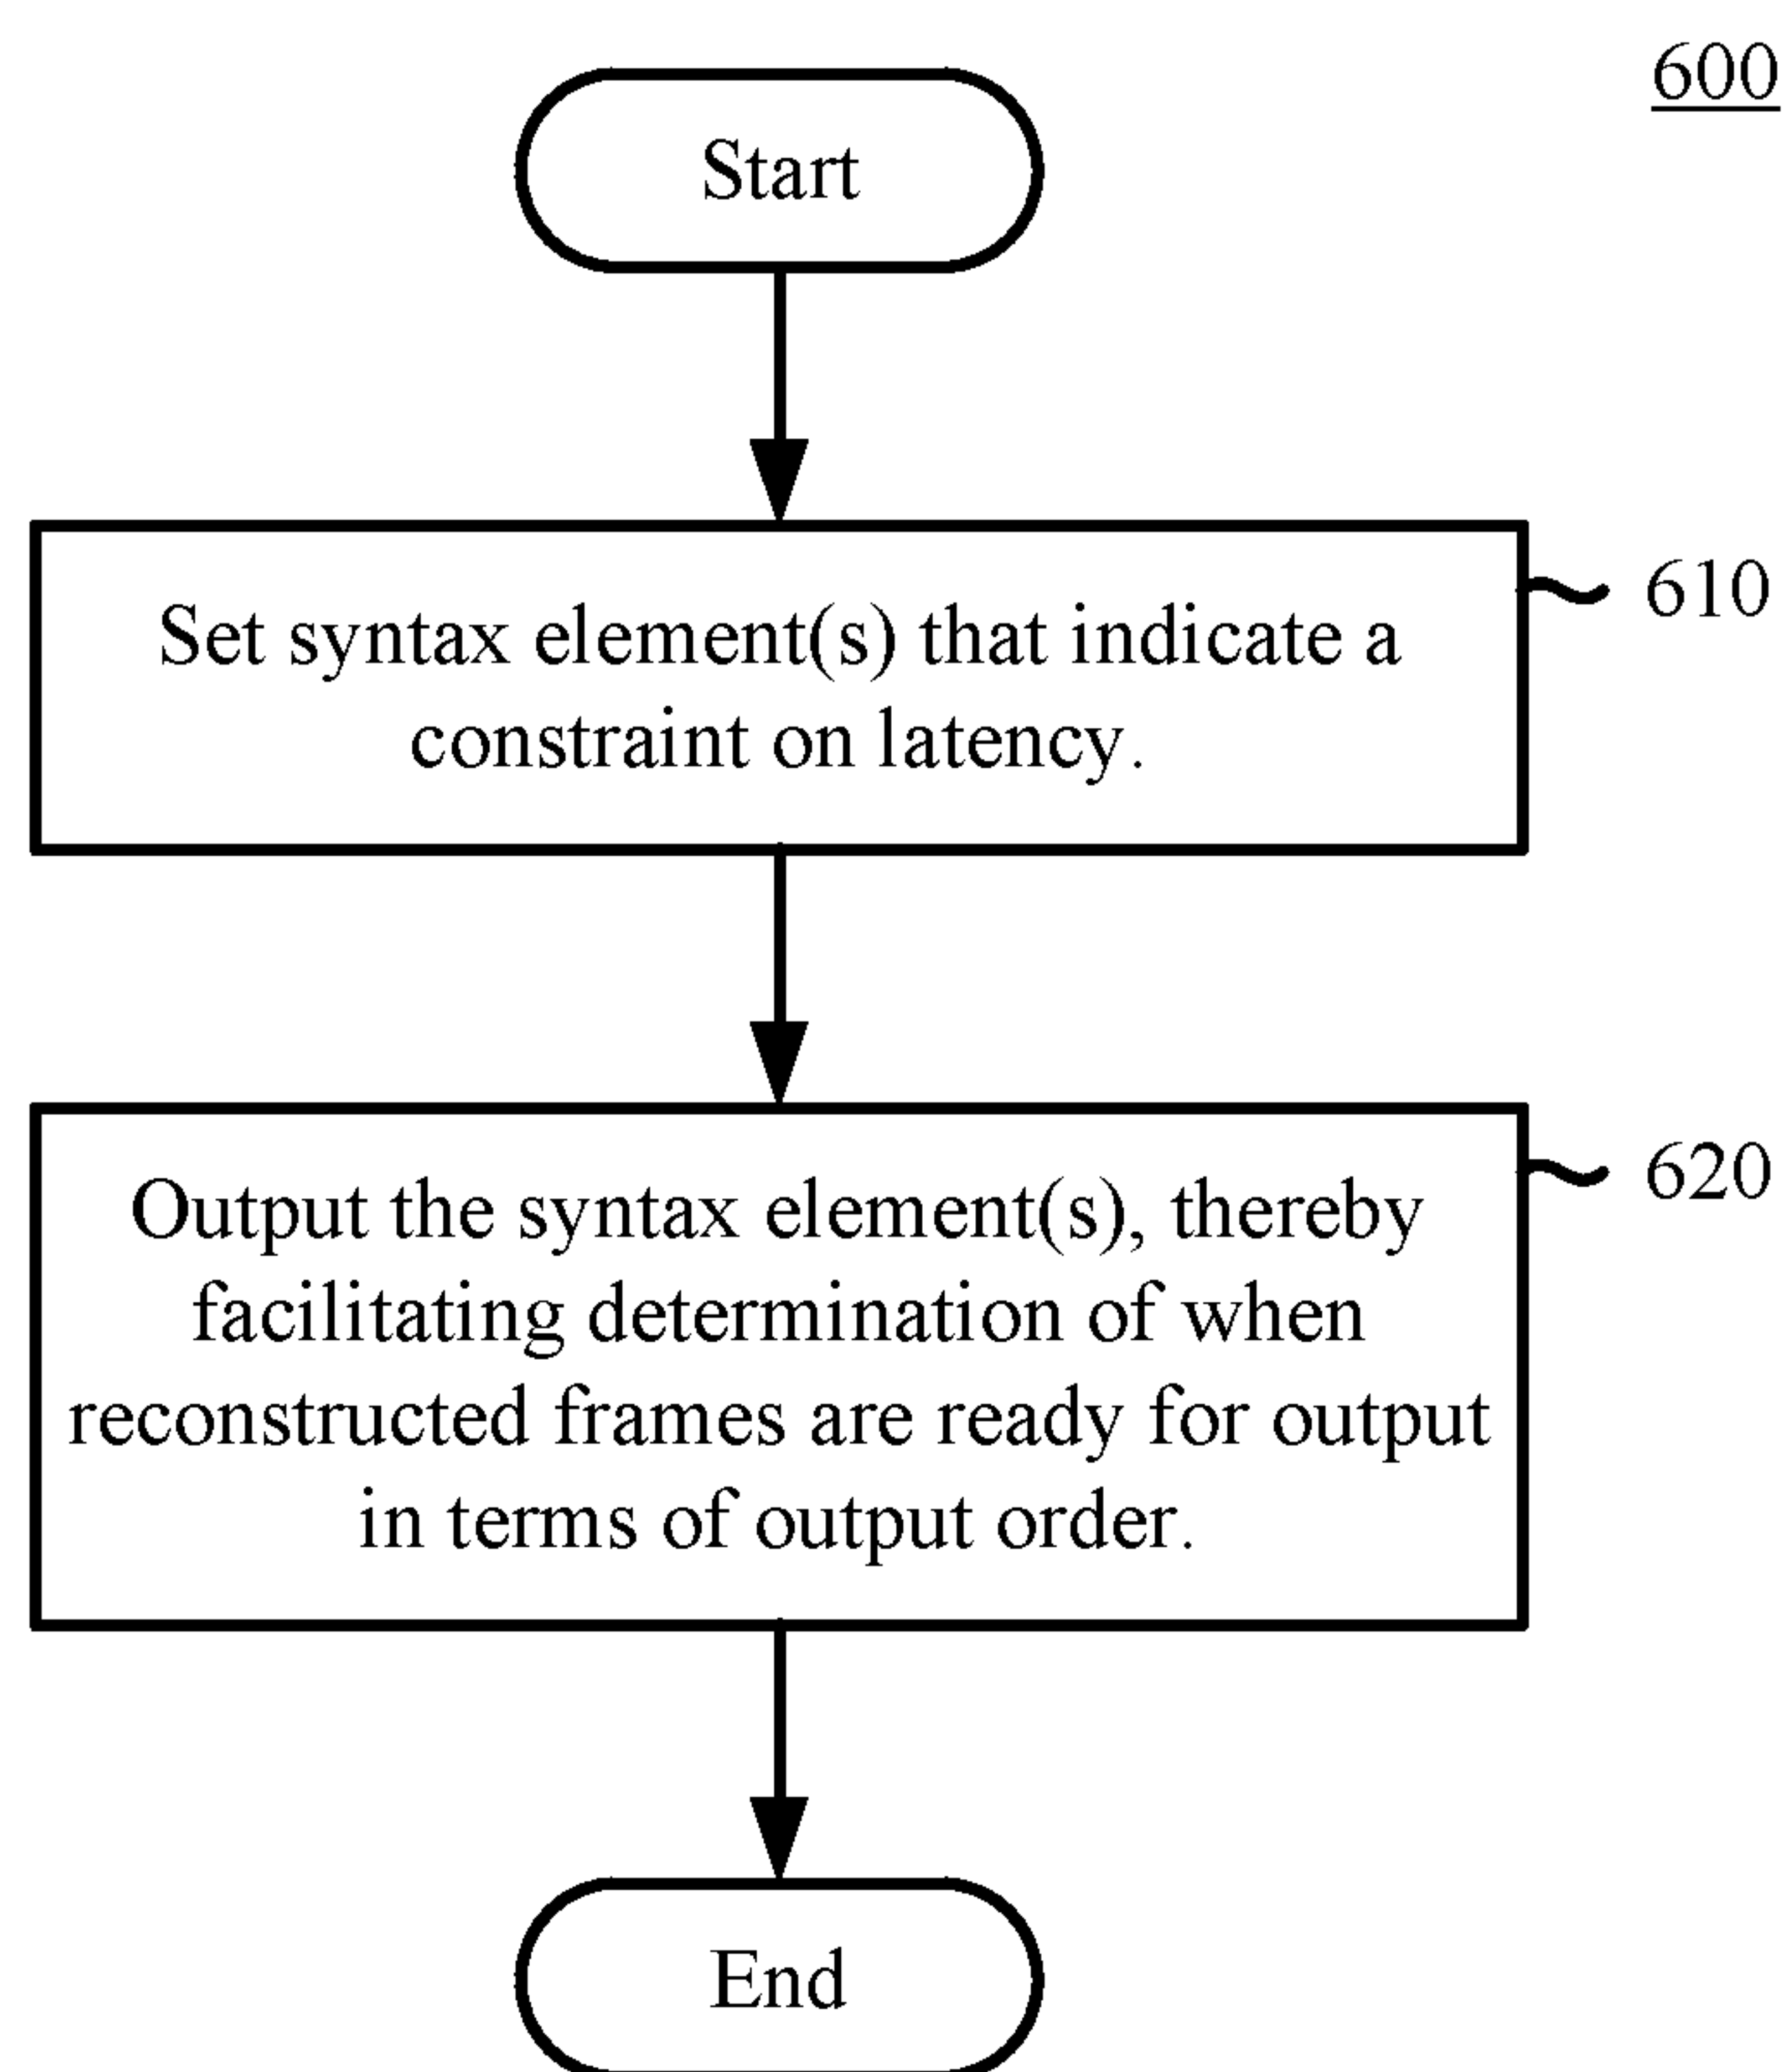 600
Start
Set syntax element(s) that indicate a
constraint on latency.
610
Output the syntax element(s), thereby
facilitating determination of when
reconstructed frames are ready for output
in terms of output order.
620
End